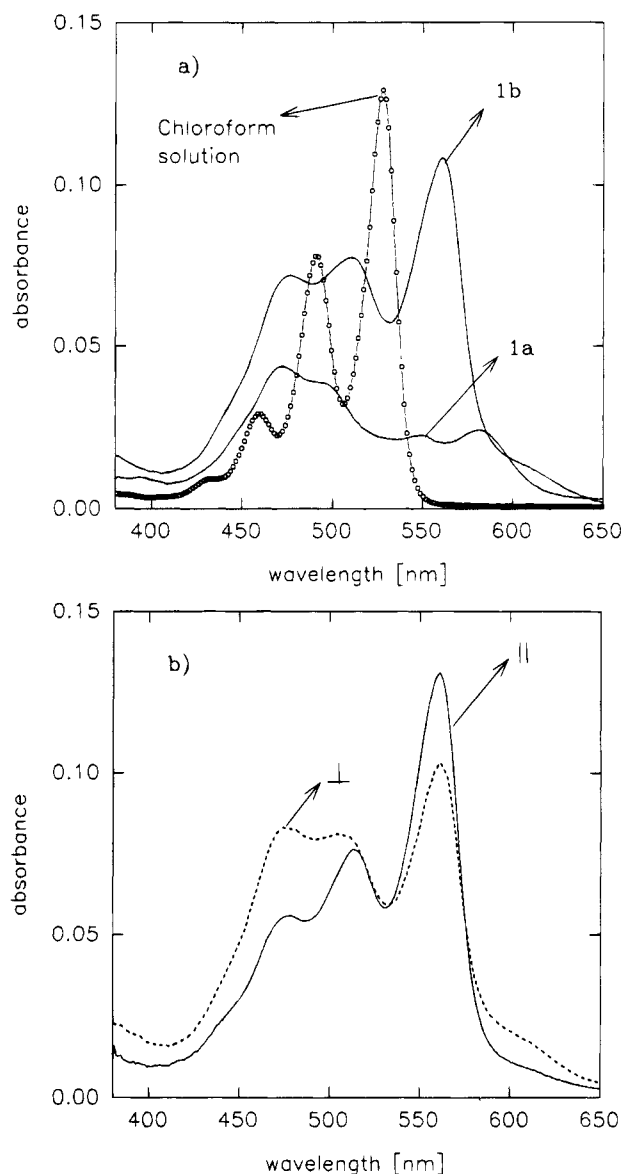 0.15
a)
1b
Chloroform
solution
0.10
absorbance
1a
0.05
0.00
400 450 500 550 600 650
wavelength [nm]
0.15
b)
||
⊥
0.10
absorbance
0.05
0.00
400 450 500 550 600 650
wavelength [nm]